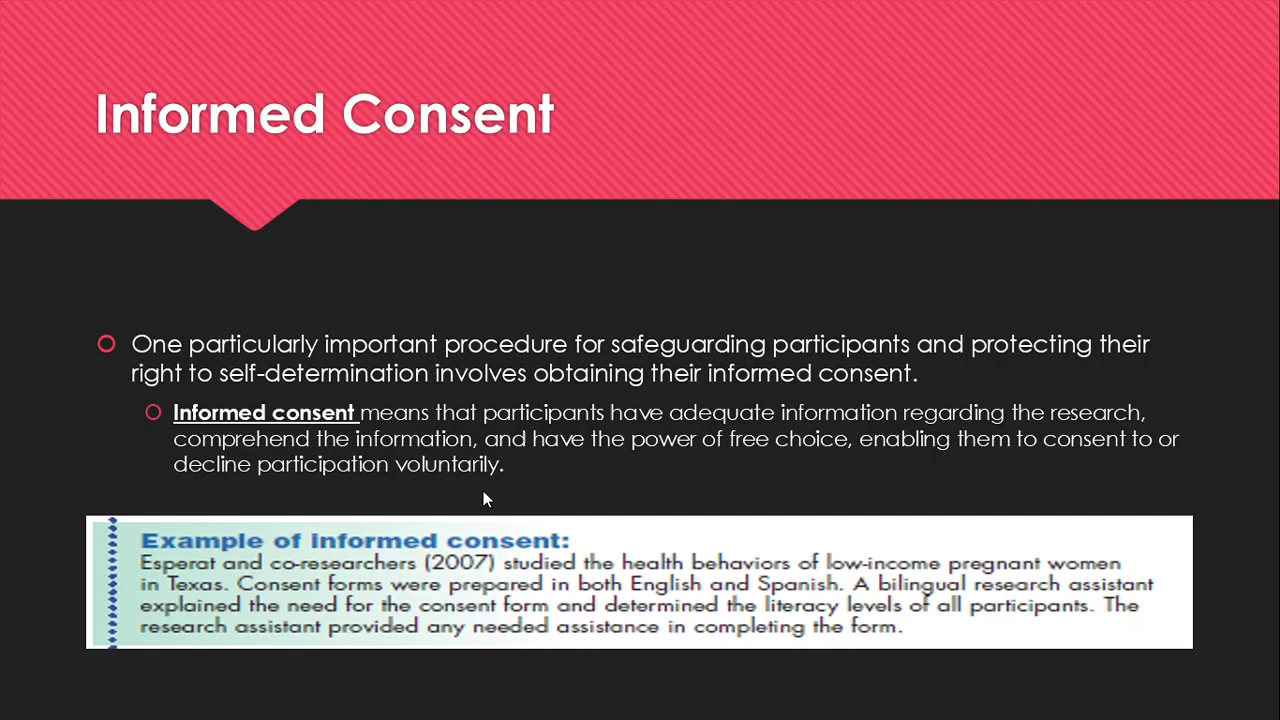 Informed Consent
One particularly important procedure for safeguarding participants and protecting their
right to self-determination involves obtaining their informed consent.
Informed consent means that participants have adequate information regarding the research,
comprehend the information, and have the power of free choice, enabling them to consent to or
decline participation voluntarily.
Example of informed consent:
Esperat and co-researchers (2007) studied the health behaviors of low-income pregnant women
in Texas. Consent forms were prepared in both English and Spanish. A bilingual research assistant
explained the need for the consent form and determined the literacy levels of all participants. The
research assistant provided any needed assistance in completing the form.